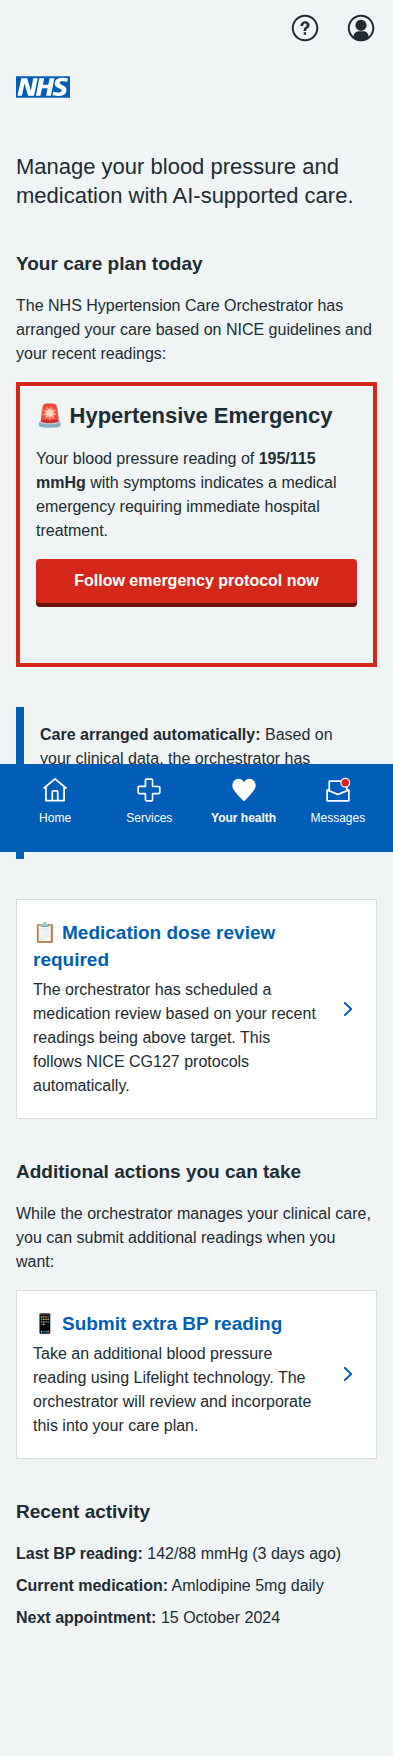 NHS
Manage your blood pressure and
medication with AI-supported care.
Your care plan today
The NHS Hypertension Care Orchestrator has
arranged your care based on NICE guidelines and
your recent readings:
🚨 Hypertensive Emergency
Your blood pressure reading of 195/115
mmHg with symptoms indicates a medical
emergency requiring immediate hospital
treatment.
Follow emergency protocol now
Care arranged automatically: Based on
your clinical data, the orchestrator has
Home
Services
Your health
Messages
📋 Medication dose review
required
The orchestrator has scheduled a
medication review based on your recent
readings being above target. This
follows NICE CG127 protocols
automatically.
Additional actions you can take
While the orchestrator manages your clinical care,
you can submit additional readings when you
want:
📱 Submit extra BP reading
Take an additional blood pressure
reading using Lifelight technology. The
orchestrator will review and incorporate
this into your care plan.
Recent activity
Last BP reading: 142/88 mmHg (3 days ago)
Current medication: Amlodipine 5mg daily
Next appointment: 15 October 2024